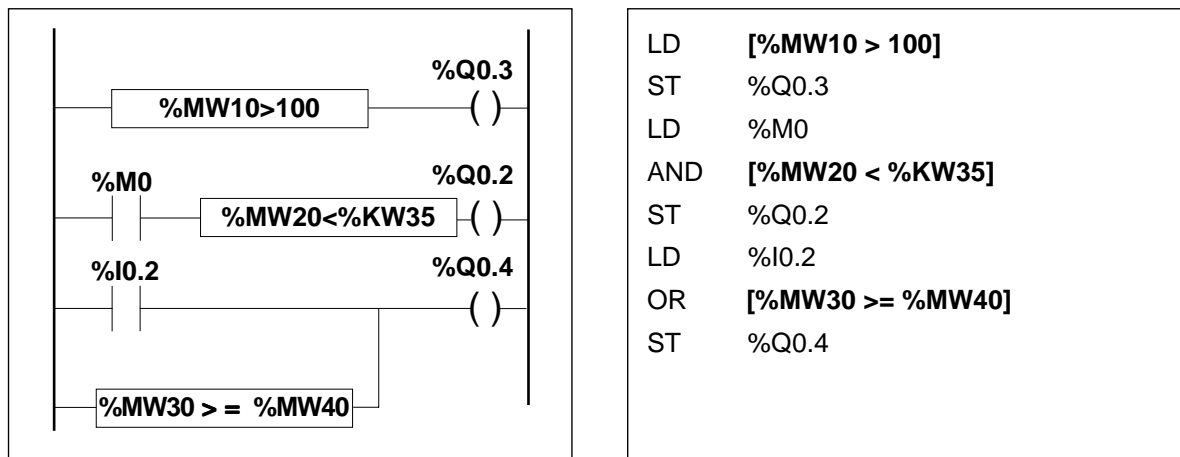 %Q0.3
%MW10>100
( )
%M0
%Q0.2
%MW20<%KW35
( )
%I0.2
%Q0.4
( )
%MW30 > = %MW40
LD [%MW10 > 100]
ST %Q0.3
LD %M0
AND [%MW20 < %KW35]
ST %Q0.2
LD %I0.2
OR [%MW30 >= %MW40]
ST %Q0.4